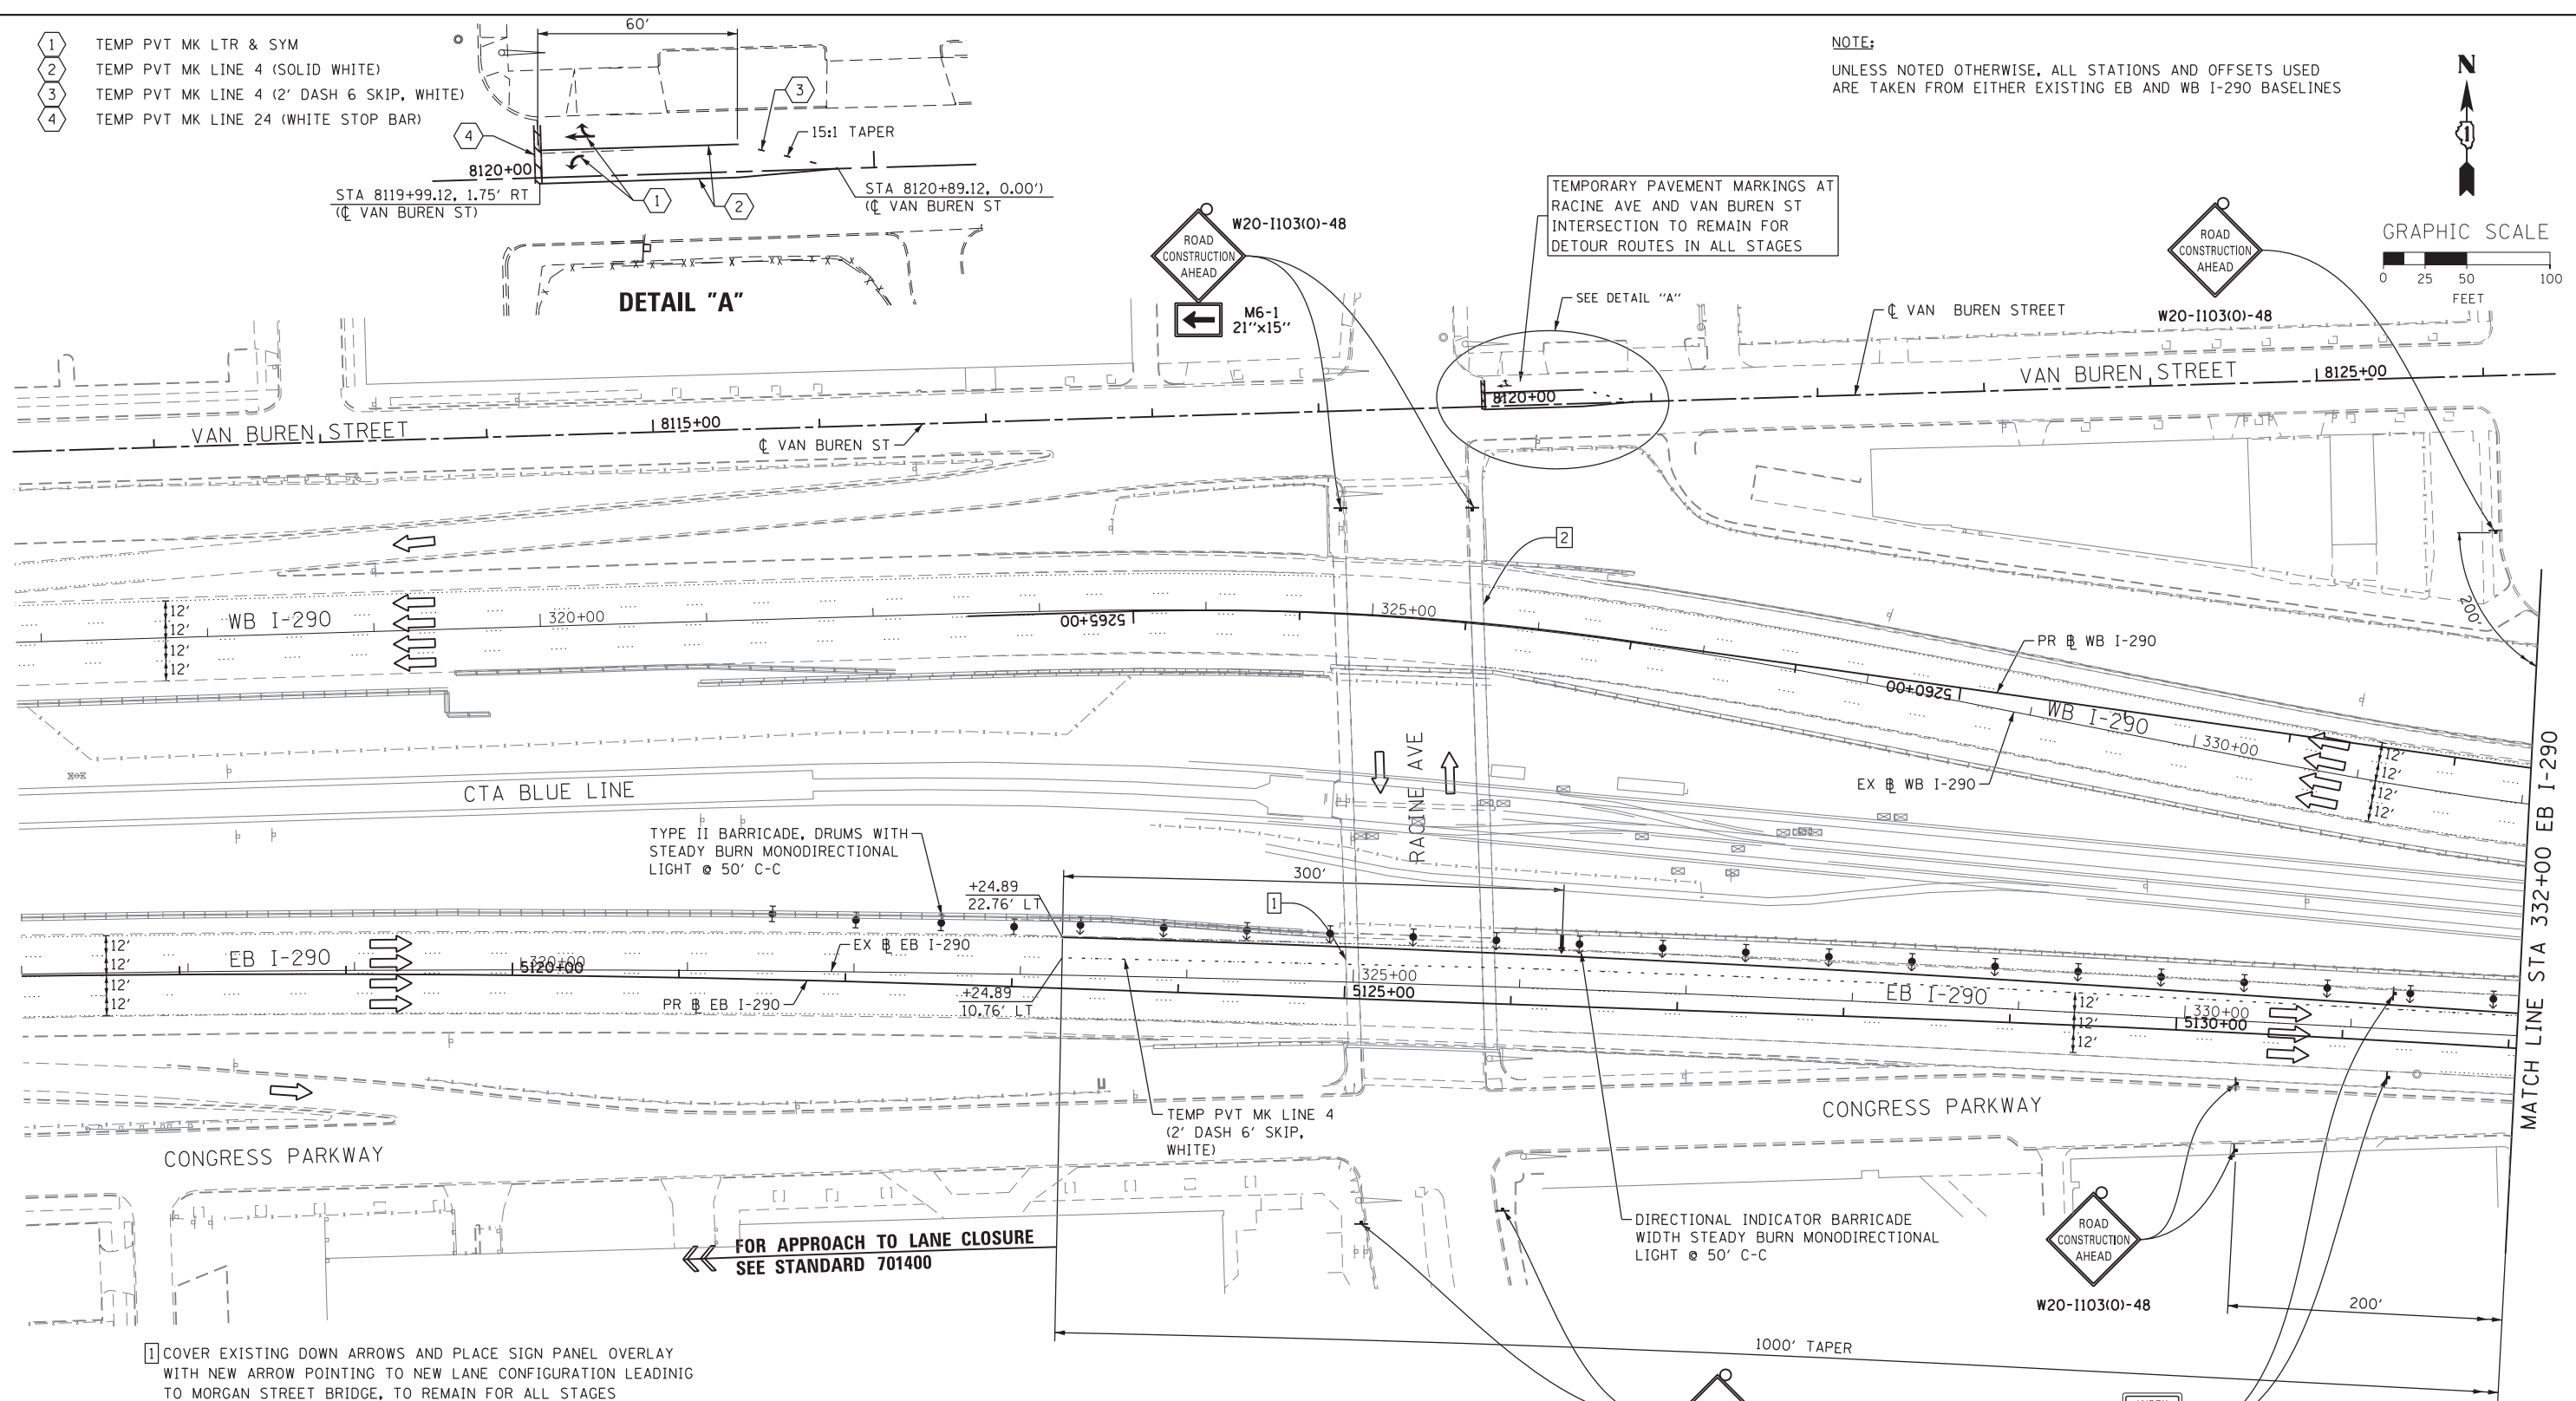 1 TEMP PVT MK LTR & SYM
2 TEMP PVT MK LINE 4 (SOLID WHITE)
3 TEMP PVT MK LINE 4 (2' DASH 6 SKIP, WHITE)
4 TEMP PVT MK LINE 24 (WHITE STOP BAR)
60'
3
4
15:1 TAPER
8120+00
STA 8119+99.12, 1.75' RT
(℄ VAN BUREN ST)
1
2
STA 8120+89.12, 0.00')
(℄ VAN BUREN ST
DETAIL "A"
NOTE:
UNLESS NOTED OTHERWISE, ALL STATIONS AND OFFSETS USED
ARE TAKEN FROM EITHER EXISTING EB AND WB I-290 BASELINES
N
1
GRAPHIC SCALE
0 25 50 100
FEET
ROAD
CONSTRUCTION
AHEAD
W20-I103(0)-48
M6-1
21"×15"
TEMPORARY PAVEMENT MARKINGS AT
RACINE AVE AND VAN BUREN ST
INTERSECTION TO REMAIN FOR
DETOUR ROUTES IN ALL STAGES
SEE DETAIL "A"
ROAD
CONSTRUCTION
AHEAD
W20-I103(0)-48
℄ VAN BUREN STREET
VAN BUREN STREET
8125+00
8120+00
8115+00
VAN BUREN STREET
℄ VAN BUREN ST
2
200'
12'
12'
12'
12'
WB I-290
320+00
5265+00
325+00
PR B WB I-290
5260+00
WB I-290
330+00
EX B WB I-290
12'
12'
12'
12'
CTA BLUE LINE
RACINE AVE
TYPE II BARRICADE, DRUMS WITH
STEADY BURN MONODIRECTIONAL
LIGHT @ 50' C-C
+24.89
22.76' LT
300'
1
12'
12'
12'
12'
EB I-290
320+00
5120+00
EX B EB I-290
PR B EB I-290
+24.89
10.76' LT
325+00
5125+00
EB I-290
12'
12'
12'
330+00
5130+00
MATCH LINE STA 332+00 EB I-290
TEMP PVT MK LINE 4
(2' DASH 6' SKIP,
WHITE)
CONGRESS PARKWAY
CONGRESS PARKWAY
DIRECTIONAL INDICATOR BARRICADE
WIDTH STEADY BURN MONODIRECTIONAL
LIGHT @ 50' C-C
ROAD
CONSTRUCTION
AHEAD
W20-I103(0)-48
200'
FOR APPROACH TO LANE CLOSURE
SEE STANDARD 701400
1000' TAPER
1 COVER EXISTING DOWN ARROWS AND PLACE SIGN PANEL OVERLAY
WITH NEW ARROW POINTING TO NEW LANE CONFIGURATION LEADINIG
TO MORGAN STREET BRIDGE, TO REMAIN FOR ALL STAGES